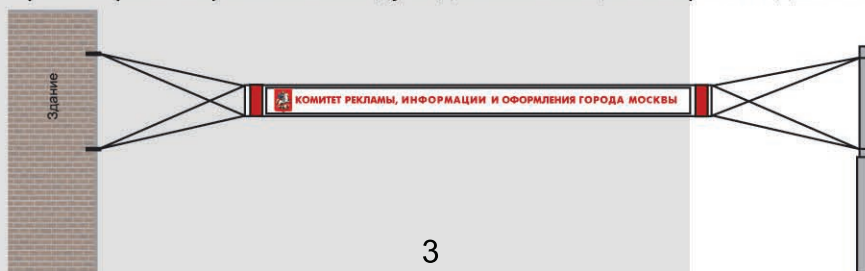 Здание
КОМИТЕТ РЕКЛАМЫ, ИНФОРМАЦИИ И ОФОРМЛЕНИЯ ГОРОДА МОСКВЫ
3